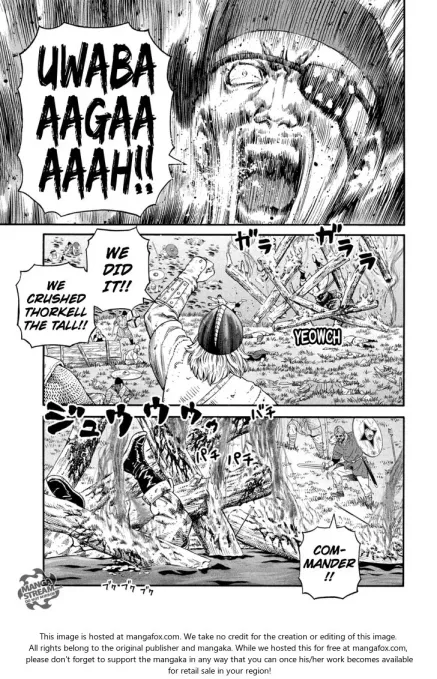 UWABA
AAGAA
AAAH!!
ガラ
ガラ
WE
DID
IT!!
WE
CRUSHED
THORKELL
THE TALL!!
YEOWCH
ジュウウウゥ
バチ
パチ
パチ
COM-
MANDER
!!
MANGA
STREAM
ブクブクブク
This image is hosted at mangafox.com. We take no credit for the creation or editing of this image.
All rights belong to the original publisher and mangaka. While we hosted this for free at mangafox.com,
please don't forget to support the mangaka in any way that you can once his/her work becomes available
for retail sale in your region!